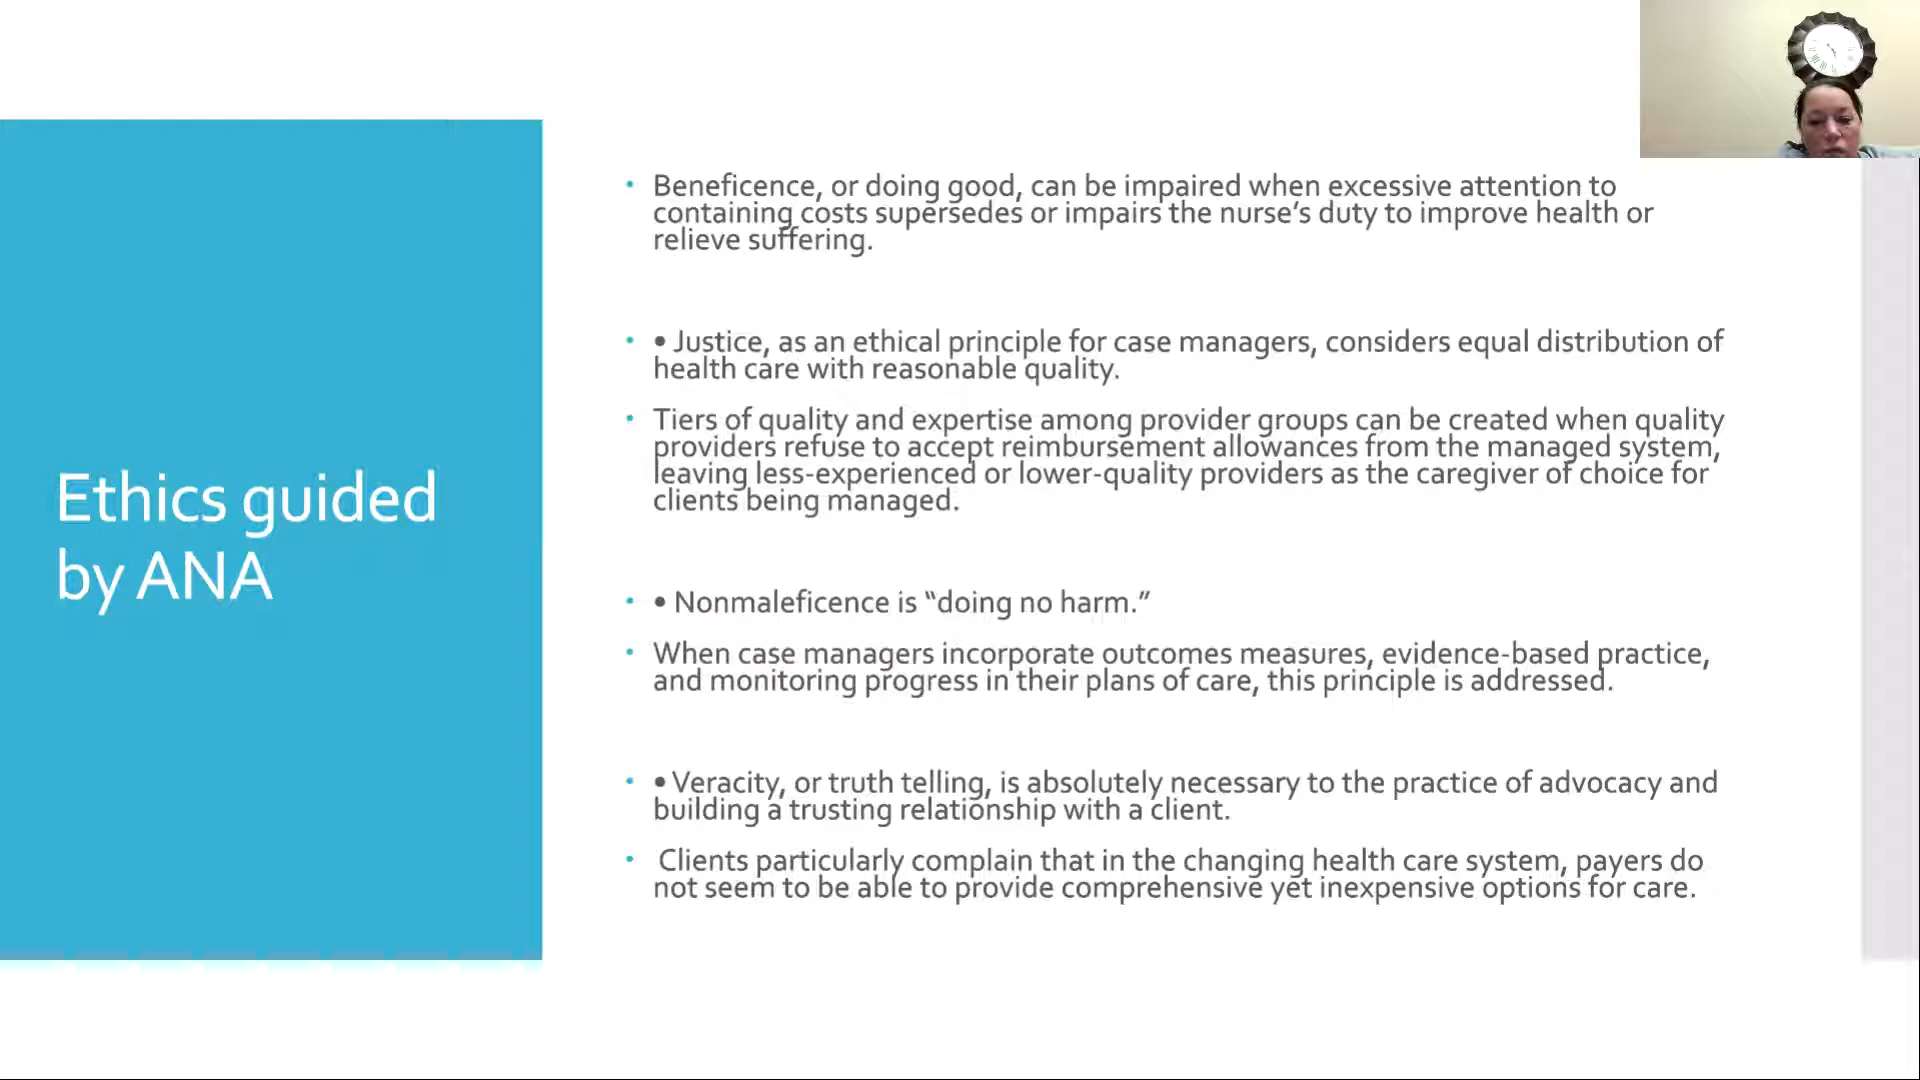 Ethics guided
by ANA
• Beneficence, or doing good, can be impaired when excessive attention to
containing costs supersedes or impairs the nurse’s duty to improve health or
relieve suffering.
• • Justice, as an ethical principle for case managers, considers equal distribution of
health care with reasonable quality.
• Tiers of quality and expertise among provider groups can be created when quality
providers refuse to accept reimbursement allowances from the managed system,
leaving less-experienced or lower-quality providers as the caregiver of choice for
clients being managed.
• • Nonmaleficence is “doing no harm.”
• When case managers incorporate outcomes measures, evidence-based practice,
and monitoring progress in their plans of care, this principle is addressed.
• • Veracity, or truth telling, is absolutely necessary to the practice of advocacy and
building a trusting relationship with a client.
• Clients particularly complain that in the changing health care system, payers do
not seem to be able to provide comprehensive yet inexpensive options for care.